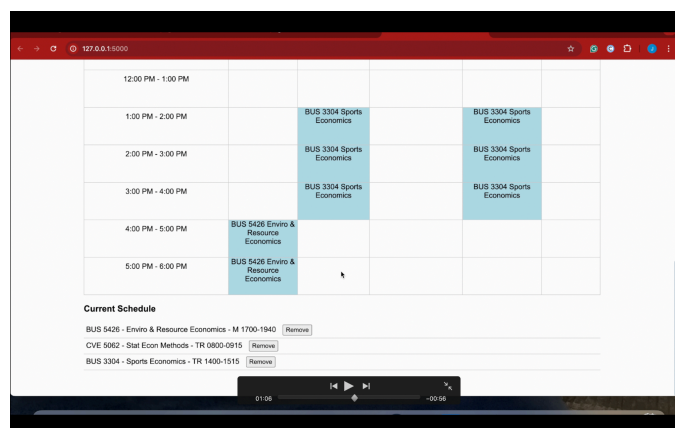 127.0.0.1:5000
12:00 PM - 1:00 PM
1:00 PM - 2:00 PM
BUS 3304 Sports
Economics
BUS 3304 Sports
Economics
2:00 PM - 3:00 PM
BUS 3304 Sports
Economics
BUS 3304 Sports
Economics
3:00 PM - 4:00 PM
BUS 3304 Sports
Economics
BUS 3304 Sports
Economics
4:00 PM - 5:00 PM
BUS 5426 Enviro &
Resource
Economics
5:00 PM - 6:00 PM
BUS 5426 Enviro &
Resource
Economics
Current Schedule
BUS 5426 - Enviro & Resource Economics - M 1700-1940 Remove
CVE 5062 - Stat Econ Methods - TR 0800-0915 Remove
BUS 3304 - Sports Economics - TR 1400-1515 Remove
01:06
-00:56